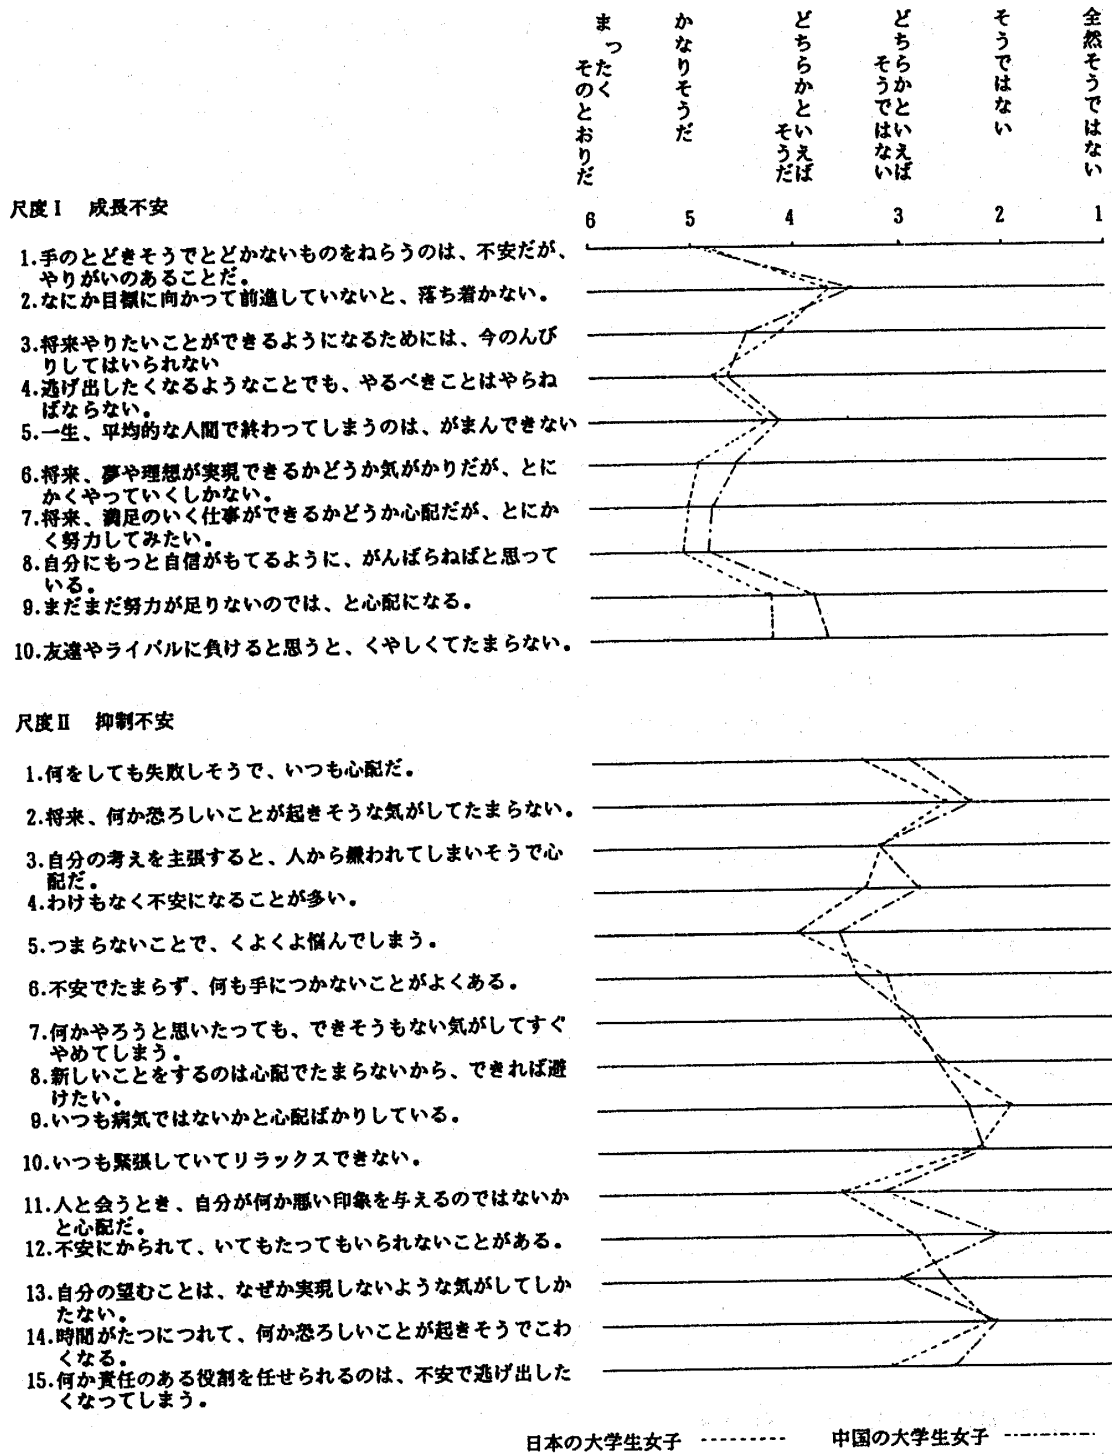 まったく
そのとおりだ
かなりそうだ
どちらかといえば
そうだ
どちらかといえば
そうではない
そうではない
全然そうではない
尺度Ⅰ 成長不安
6 5 4 3 2 1
1.手のとどきそうでとどかないものをねらうのは、不安だが、
やりがいのあることだ。
2.なにか目標に向かって前進していないと、落ち着かない。
3.将来やりたいことができるようになるためには、今のんび
りしてはいられない
4.逃げ出したくなるようなことでも、やるべきことはやらね
ばならない。
5.一生、平均的な人間で終わってしまうのは、がまんできない
6.将来、夢や理想が実現できるかどうか気がかりだが、とに
かくやっていくしかない。
7.将来、満足のいく仕事ができるかどうか心配だが、とにか
く努力してみたい。
8.自分にもっと自信がもてるように、がんばらねばと思って
いる。
9.まだまだ努力が足りないのでは、と心配になる。
10.友達やライバルに負けると思うと、くやしくてたまらない。
尺度Ⅱ 抑制不安
1.何をしても失敗しそうで、いつも心配だ。
2.将来、何か恐ろしいことが起きそうな気がしてたまらない。
3.自分の考えを主張すると、人から嫌われてしまいそうで心
配だ。
4.わけもなく不安になることが多い。
5.つまらないことで、くよくよ悩んでしまう。
6.不安でたまらず、何も手につかないことがよくある。
7.何かやろうと思いたっても、できそうもない気がしてすぐ
やめてしまう。
8.新しいことをするのは心配でたまらないから、できれば避
けたい。
9.いつも病気ではないかと心配ばかりしている。
10.いつも緊張していてリラックスできない。
11.人と会うとき、自分が何か悪い印象を与えるのではないか
と心配だ。
12.不安にかられて、いてもたってもいられないことがある。
13.自分の望むことは、なぜか実現しないような気がしてしか
たない。
14.時間がたつにつれて、何か恐ろしいことが起きそうでこわ
くなる。
15.何か責任のある役割を任せられるのは、不安で逃げ出した
くなってしまう。
日本の大学生女子 中国の大学生女子